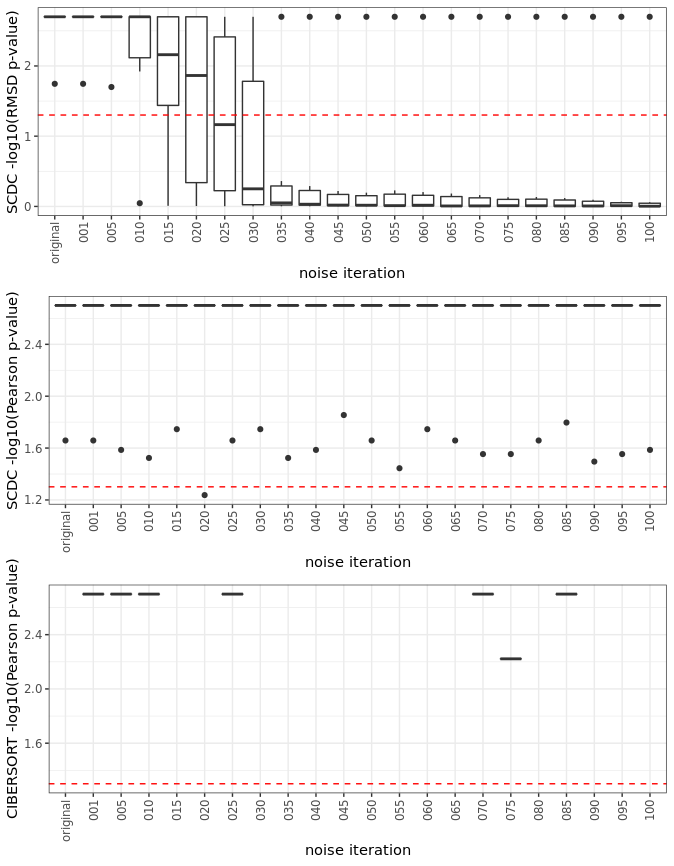 SCDC -log10(RMSD p-value)
2
1
0
original 001 005 010 015 020 025 030 035 040 045 050 055 060 065 070 075 080 085 090 095 100
noise iteration
SCDC -log10(Pearson p-value)
2.4
2.0
1.6
1.2
original 001 005 010 015 020 025 030 035 040 045 050 055 060 065 070 075 080 085 090 095 100
noise iteration
CIBERSORT -log10(Pearson p-value)
2.4
2.0
1.6
original 001 005 010 015 020 025 030 035 040 045 050 055 060 065 070 075 080 085 090 095 100
noise iteration